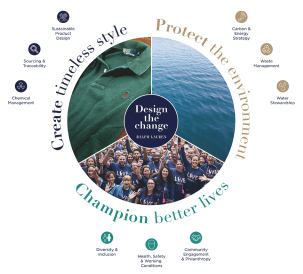 Create timeless style
Protect the environment
Champion better lives
Design
the
change
RALPH LAUREN
Sustainable
Product
Design
Sourcing &
Traceability
Chemical
Management
Carbon &
Energy
Strategy
Waste
Management
Water
Stewardship
Diversity &
Inclusion
Health, Safety
& Working
Conditions
Community
Engagement
& Philanthropy